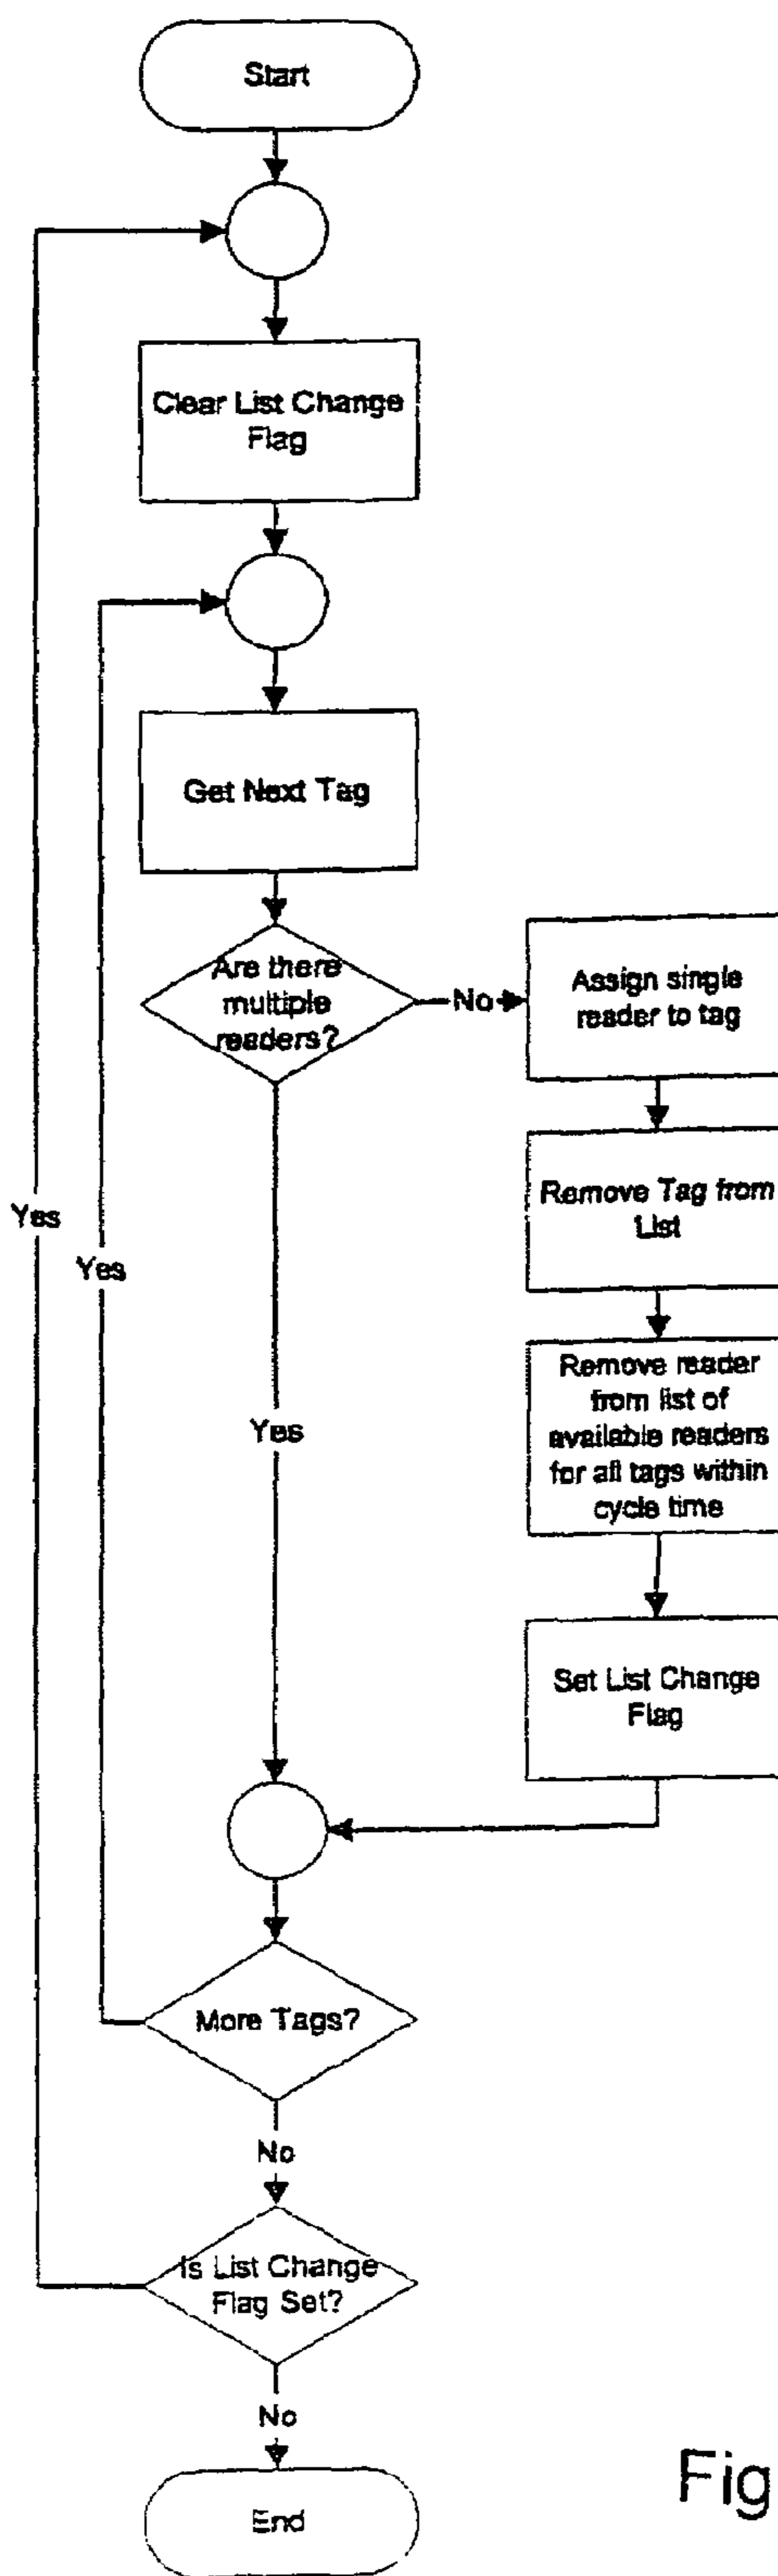 Start
Clear List Change
Flag
Get Next Tag
Are there
multiple
readers?
No
Assign single
reader to tag
Remove Tag from
List
Remove reader
from list of
available readers
for all tags within
cycle time
Set List Change
Flag
Yes
Yes
Yes
More Tags?
No
Is List Change
Flag Set?
No
End
Fig